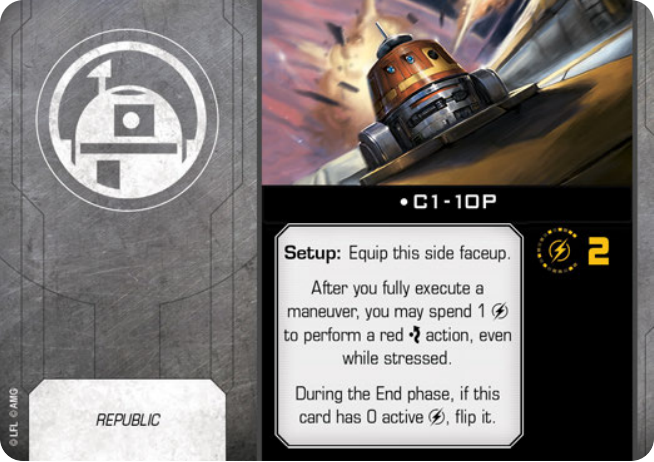 • C1-10P
Setup: Equip this side faceup.
After you fully execute a
maneuver, you may spend 1
to perform a red action, even
while stressed.
During the End phase, if this
card has 0 active , flip it.
2
REPUBLIC
© LFL © AMG